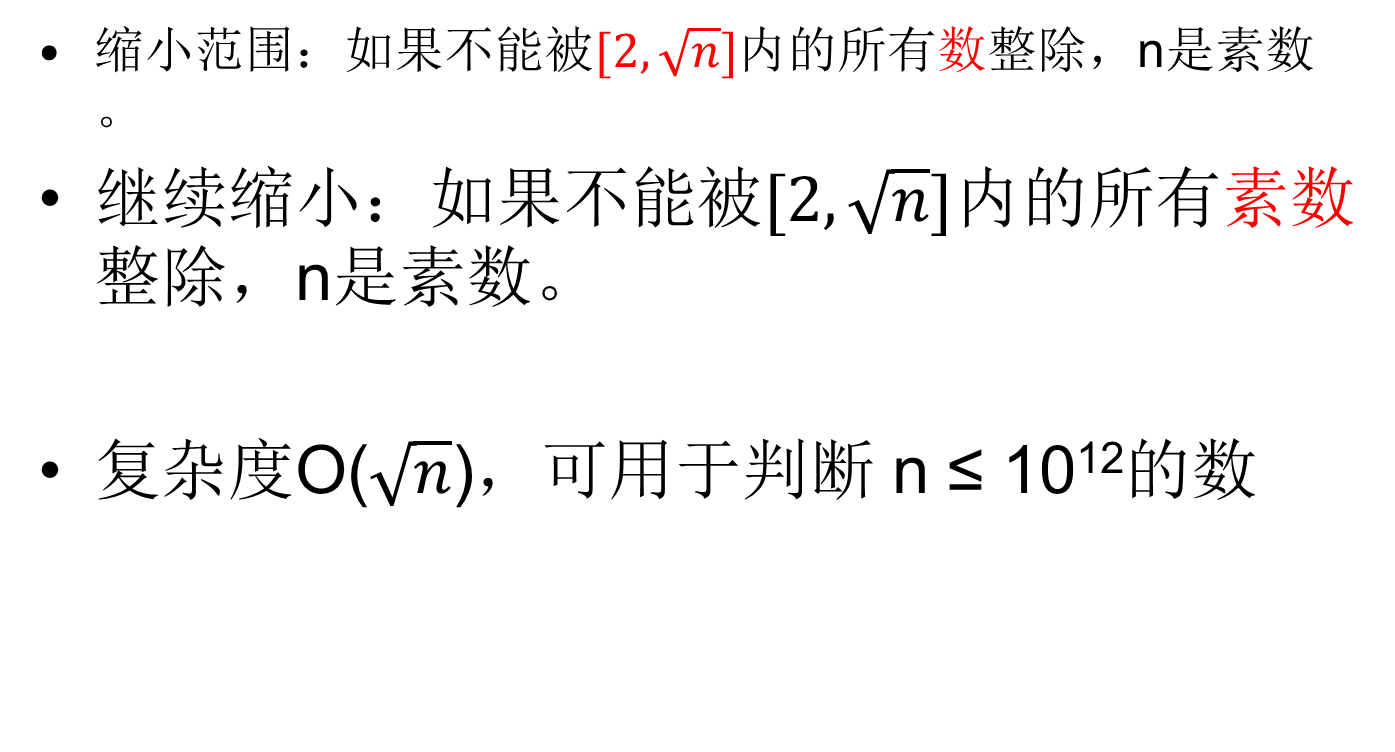 • 缩小范围：如果不能被[2,√n]内的所有数整除，n是素数
。
• 继续缩小：如果不能被[2,√n]内的所有素数
整除，n是素数。
• 复杂度O(√n)，可用于判断 n ≤ 10¹²的数